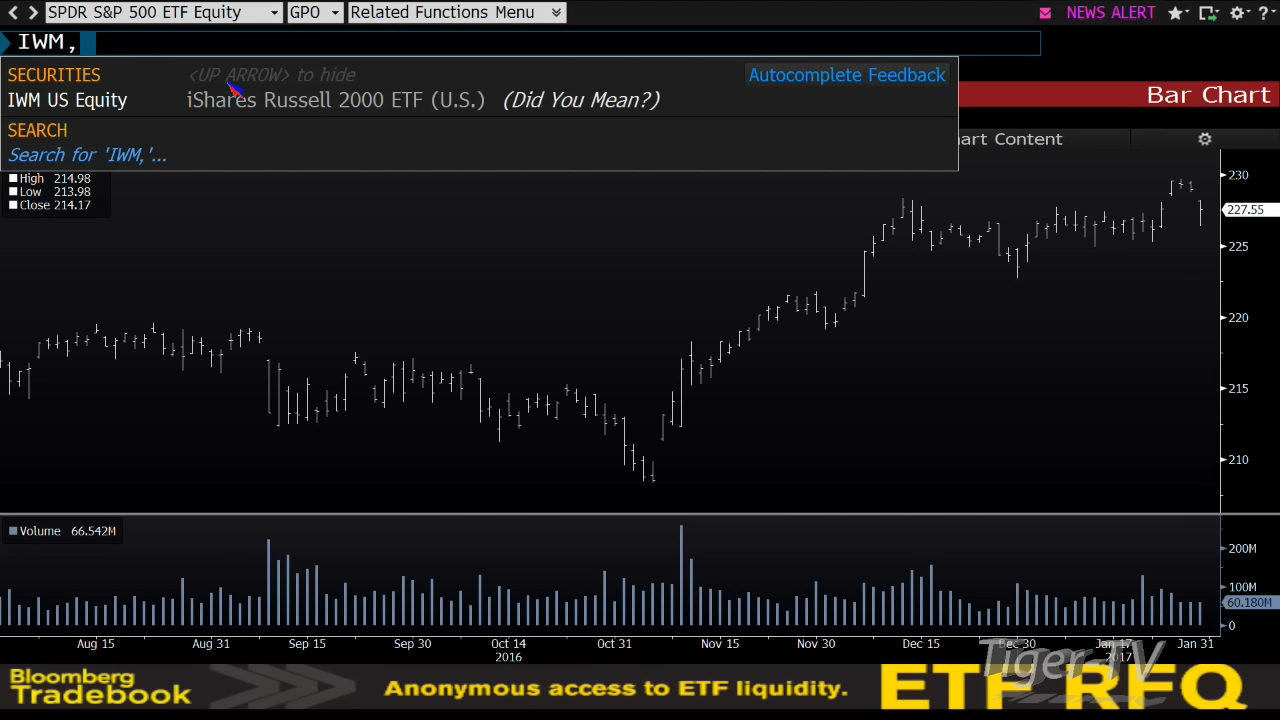 SPDR S&P 500 ETF Equity GPO Related Functions Menu NEWS ALERT ?
IWM,
SECURITIES <UP ARROW> to hide Autocomplete Feedback
IWM US Equity iShares Russell 2000 ETF (U.S.) (Did You Mean?)
Bar Chart
SEARCH
Search for 'IWM,'...
art Content
High 214.98
Low 213.98
Close 214.17
230
227.55
225
220
215
210
Volume 66.542M
200M
100M
60.180M
0
Aug 15 Aug 31 Sep 15 Sep 30 Oct 14 Oct 31 Nov 15 Nov 30 Dec 15 Dec 30 Jan 17 Jan 31
2016 2017
Tiger TV
Bloomberg
Tradebook
Anonymous access to ETF liquidity.
ETF RFQ